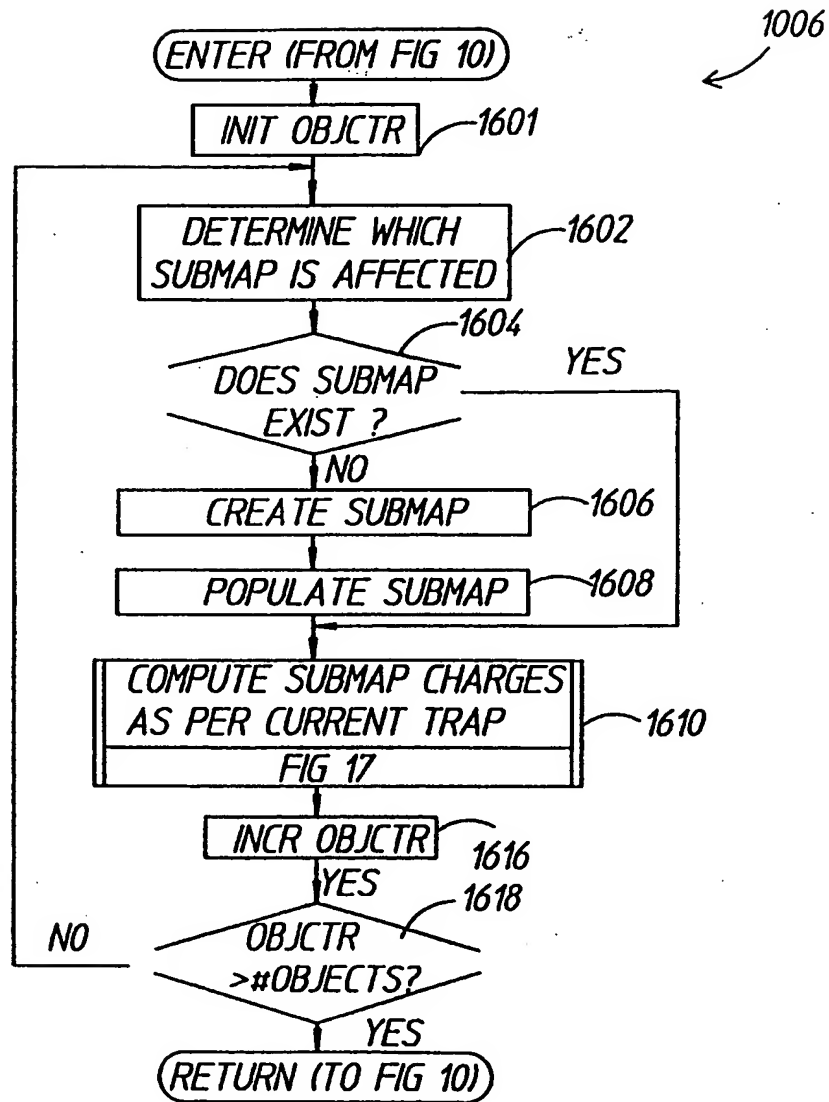 1006
ENTER (FROM FIG 10)
INIT OBJCTR
1601
DETERMINE WHICH
SUBMAP IS AFFECTED
1602
1604
DOES SUBMAP
EXIST ?
YES
NO
CREATE SUBMAP
1606
POPULATE SUBMAP
1608
COMPUTE SUBMAP CHARGES
AS PER CURRENT TRAP
FIG 17
1610
INCR OBJCTR
1616
YES
1618
OBJCTR
>#OBJECTS?
NO
YES
RETURN (TO FIG 10)